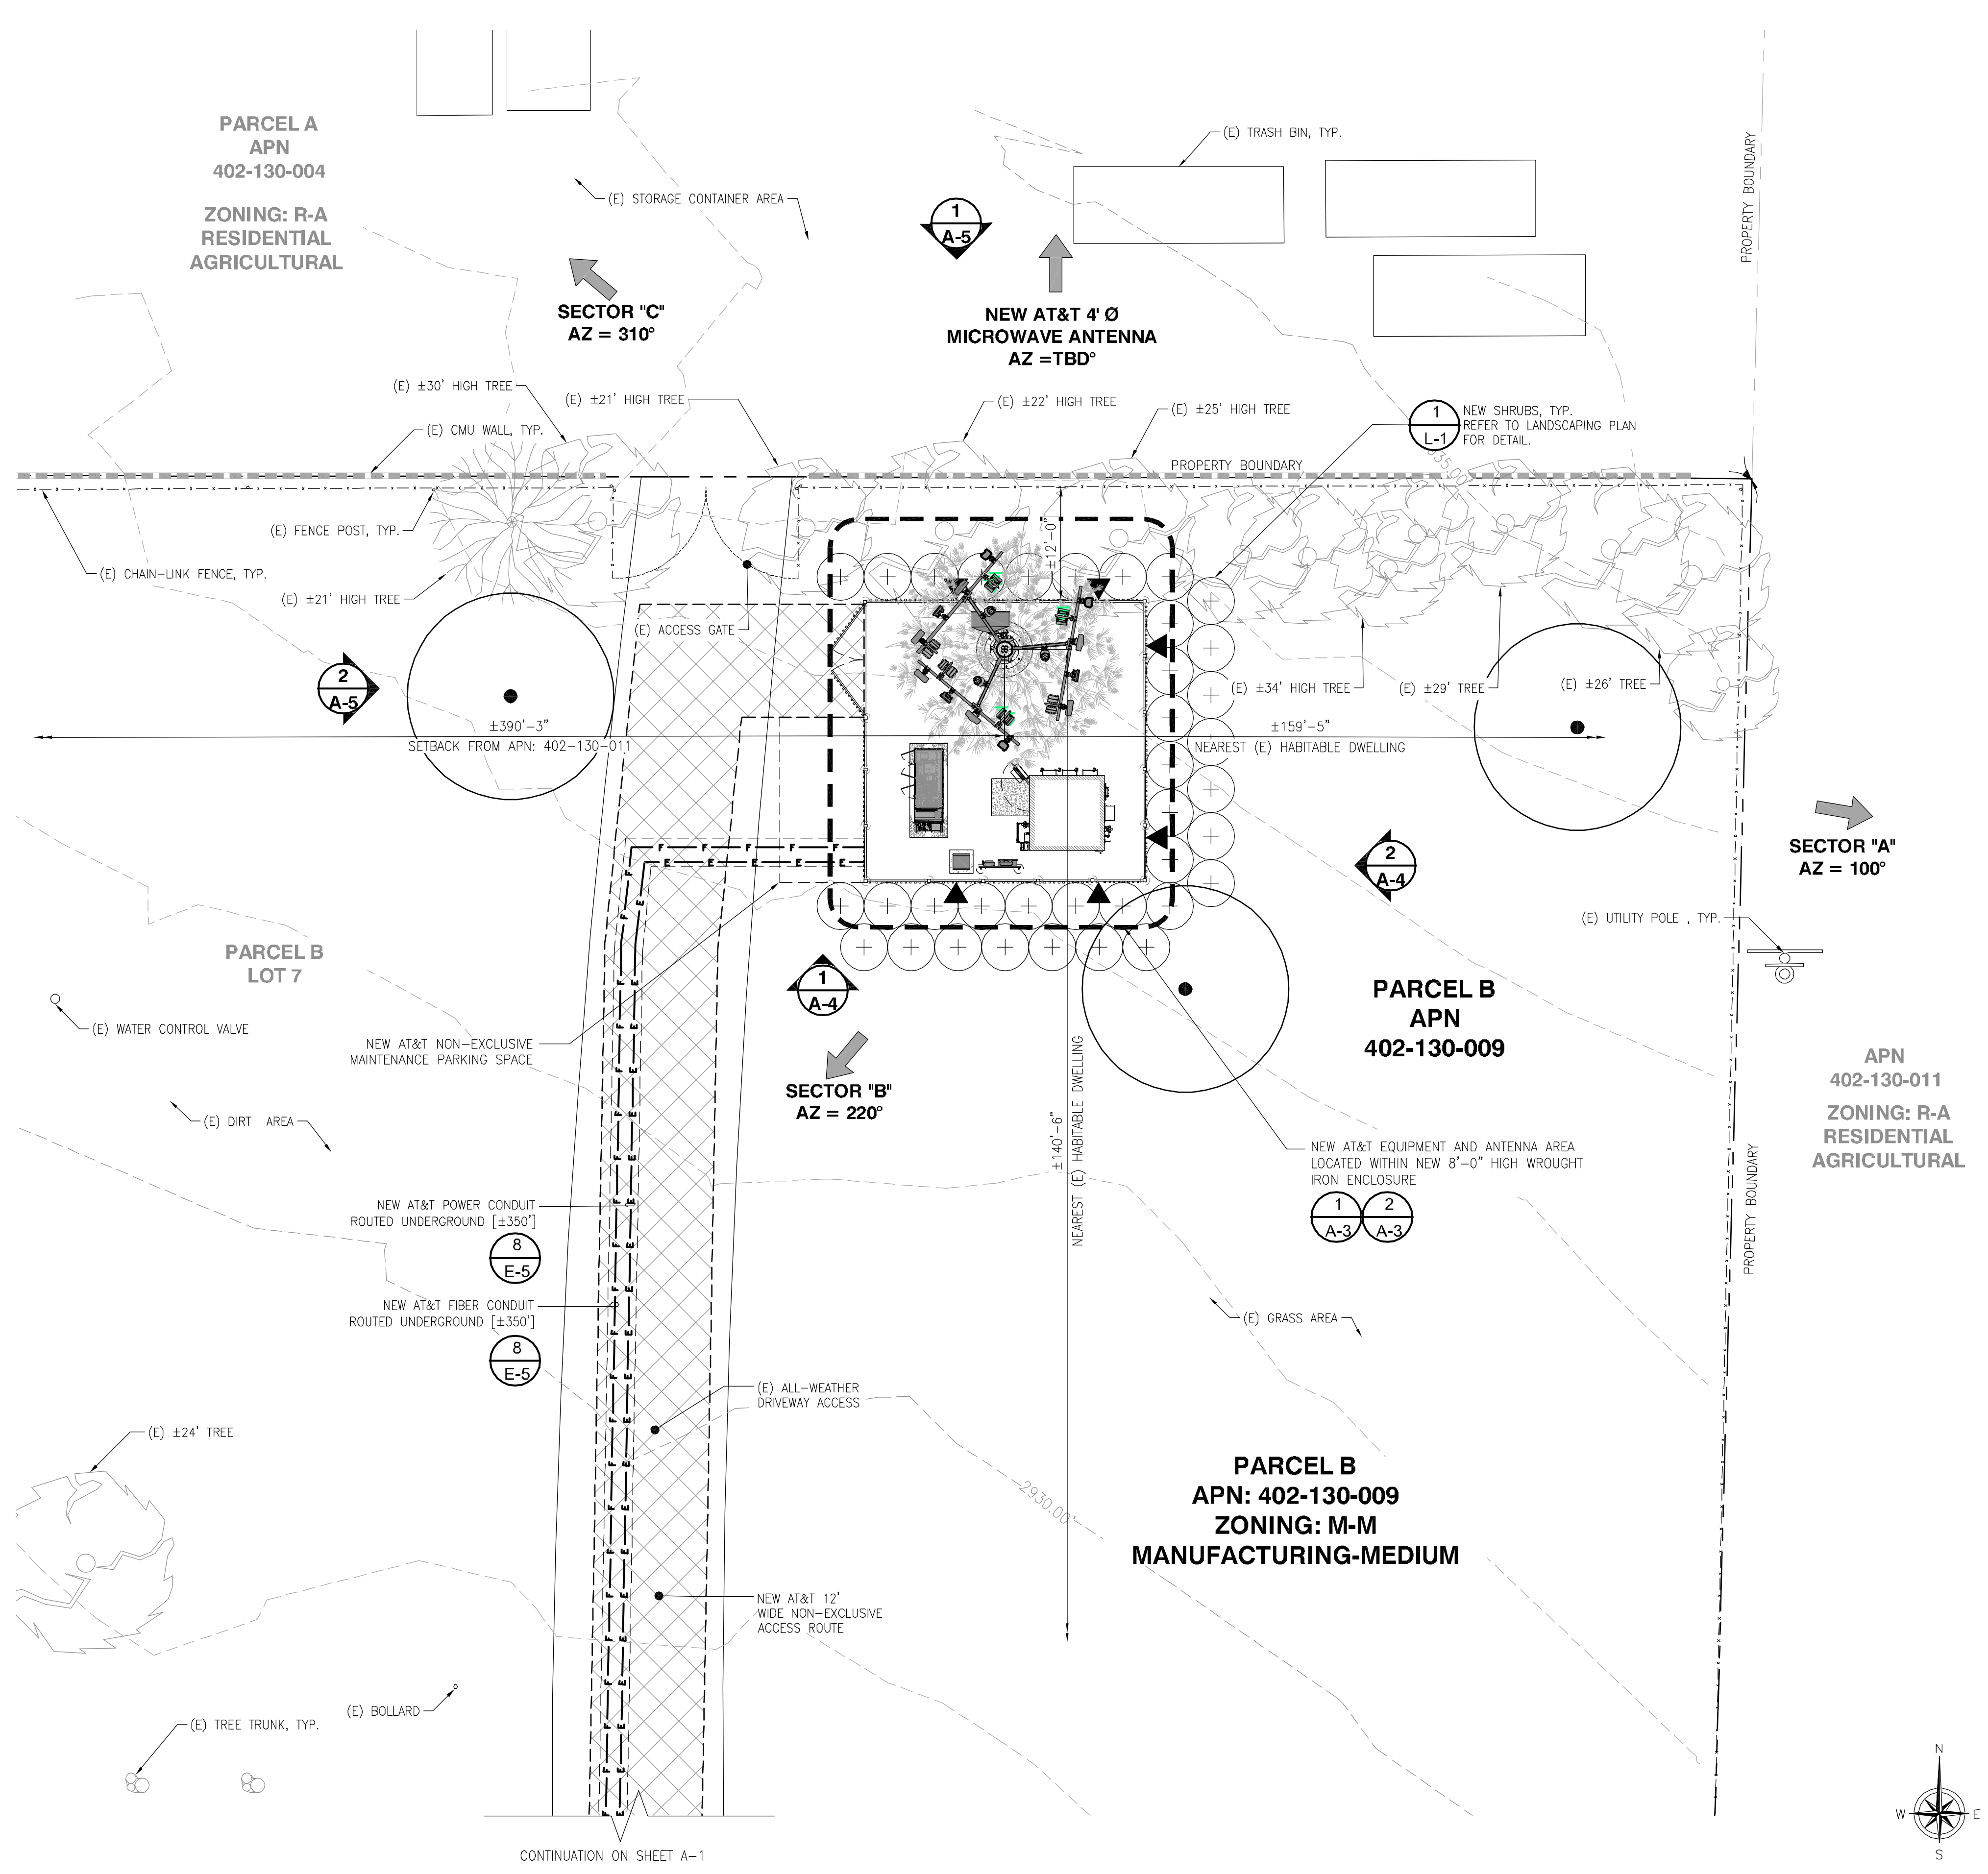 PARCEL A
APN
402-130-004
ZONING: R-A
RESIDENTIAL
AGRICULTURAL
(E) STORAGE CONTAINER AREA
(E) TRASH BIN, TYP.
PROPERTY BOUNDARY
1
A-5
SECTOR "C"
AZ = 310°
NEW AT&T 4' Ø
MICROWAVE ANTENNA
AZ =TBD°
(E) ±30' HIGH TREE
(E) ±21' HIGH TREE
(E) ±22' HIGH TREE
(E) ±25' HIGH TREE
1
L-1
NEW SHRUBS, TYP.
REFER TO LANDSCAPING PLAN
FOR DETAIL.
(E) CMU WALL, TYP.
PROPERTY BOUNDARY
(E) FENCE POST, TYP.
±12'-0"
(E) CHAIN-LINK FENCE, TYP.
(E) ±21' HIGH TREE
(E) ACCESS GATE
2
A-5
(E) ±34' HIGH TREE
(E) ±29' TREE
(E) ±26' TREE
±390'-3"
SETBACK FROM APN: 402-130-011
±159'-5"
NEAREST (E) HABITABLE DWELLING
F F F F F
E E E E E
SECTOR "A"
AZ = 100°
2
A-4
(E) UTILITY POLE , TYP.
PARCEL B
LOT 7
1
A-4
PARCEL B
APN
402-130-009
(E) WATER CONTROL VALVE
NEW AT&T NON-EXCLUSIVE
MAINTENANCE PARKING SPACE
SECTOR "B"
AZ = 220°
±140'-6"
NEAREST (E) HABITABLE DWELLING
APN
402-130-011
ZONING: R-A
RESIDENTIAL
AGRICULTURAL
(E) DIRT AREA
NEW AT&T EQUIPMENT AND ANTENNA AREA
LOCATED WITHIN NEW 8'-0" HIGH WROUGHT
IRON ENCLOSURE
1
A-3
2
A-3
PROPERTY BOUNDARY
NEW AT&T POWER CONDUIT
ROUTED UNDERGROUND [±350']
8
E-5
NEW AT&T FIBER CONDUIT
ROUTED UNDERGROUND [±350']
8
E-5
(E) GRASS AREA
(E) ALL-WEATHER
DRIVEWAY ACCESS
(E) ±24' TREE
2930.00'
PARCEL B
APN: 402-130-009
ZONING: M-M
MANUFACTURING-MEDIUM
NEW AT&T 12'
WIDE NON-EXCLUSIVE
ACCESS ROUTE
(E) BOLLARD
(E) TREE TRUNK, TYP.
N
W
E
S
CONTINUATION ON SHEET A-1